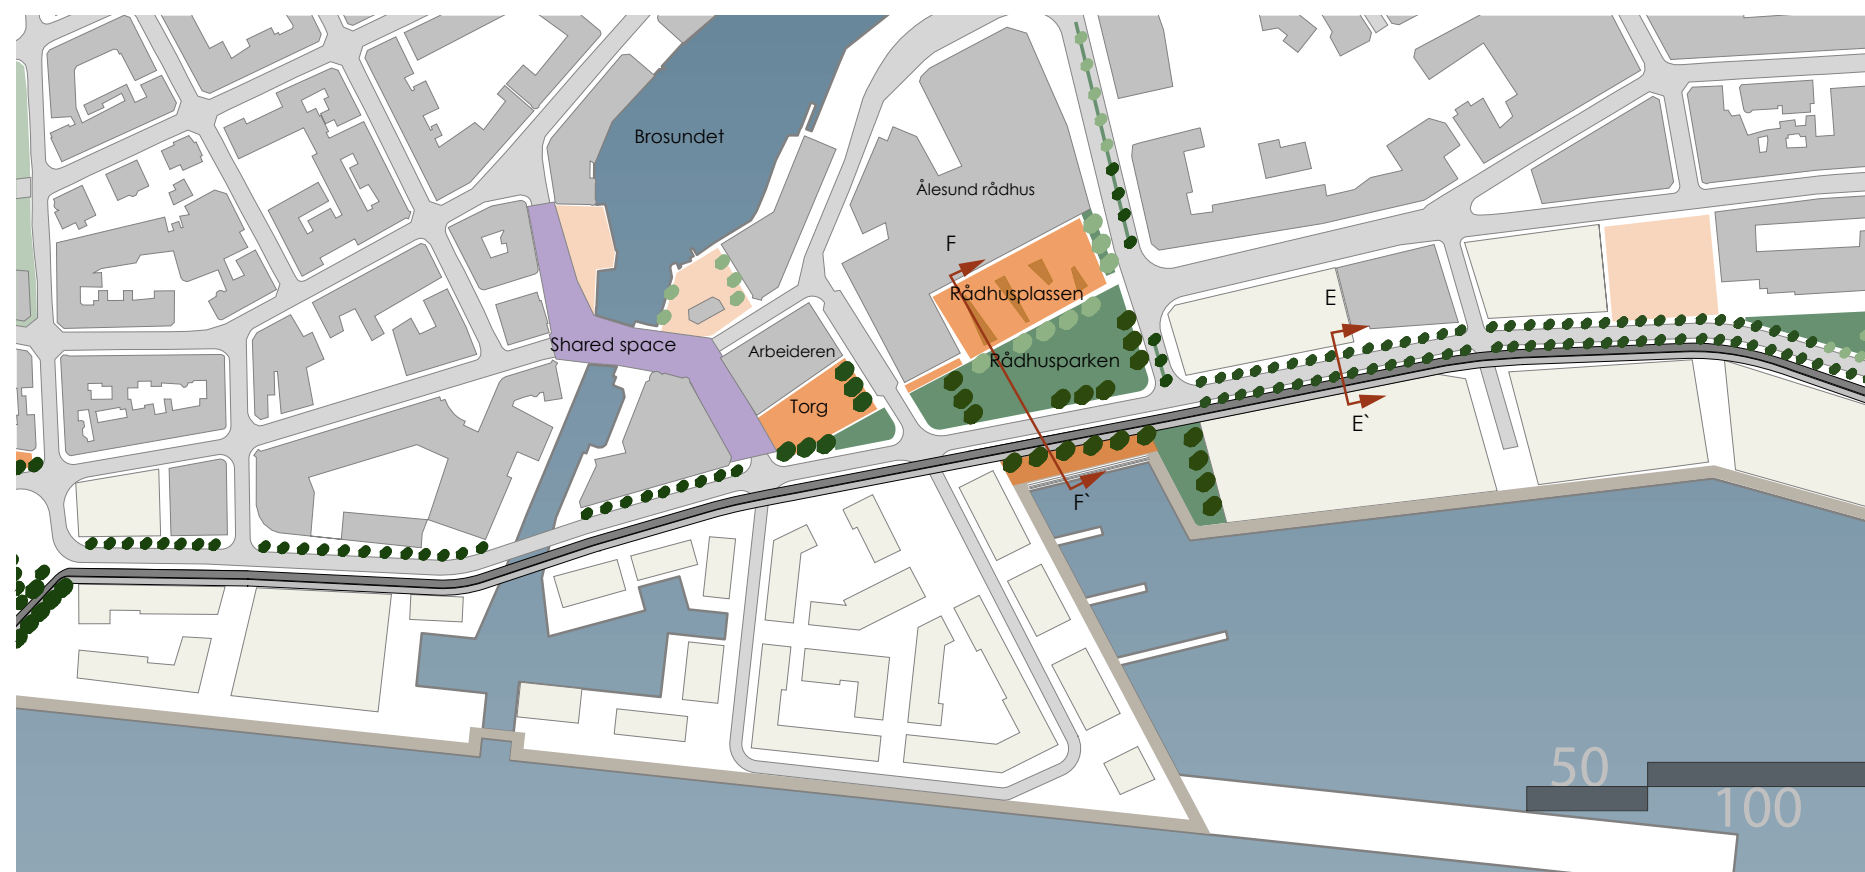 Brosundet
Ålesund rådhus
F
Rådhusplassen
E
Shared space
Arbeideren
Rådhusparken
Torg
E`
F`
50
100